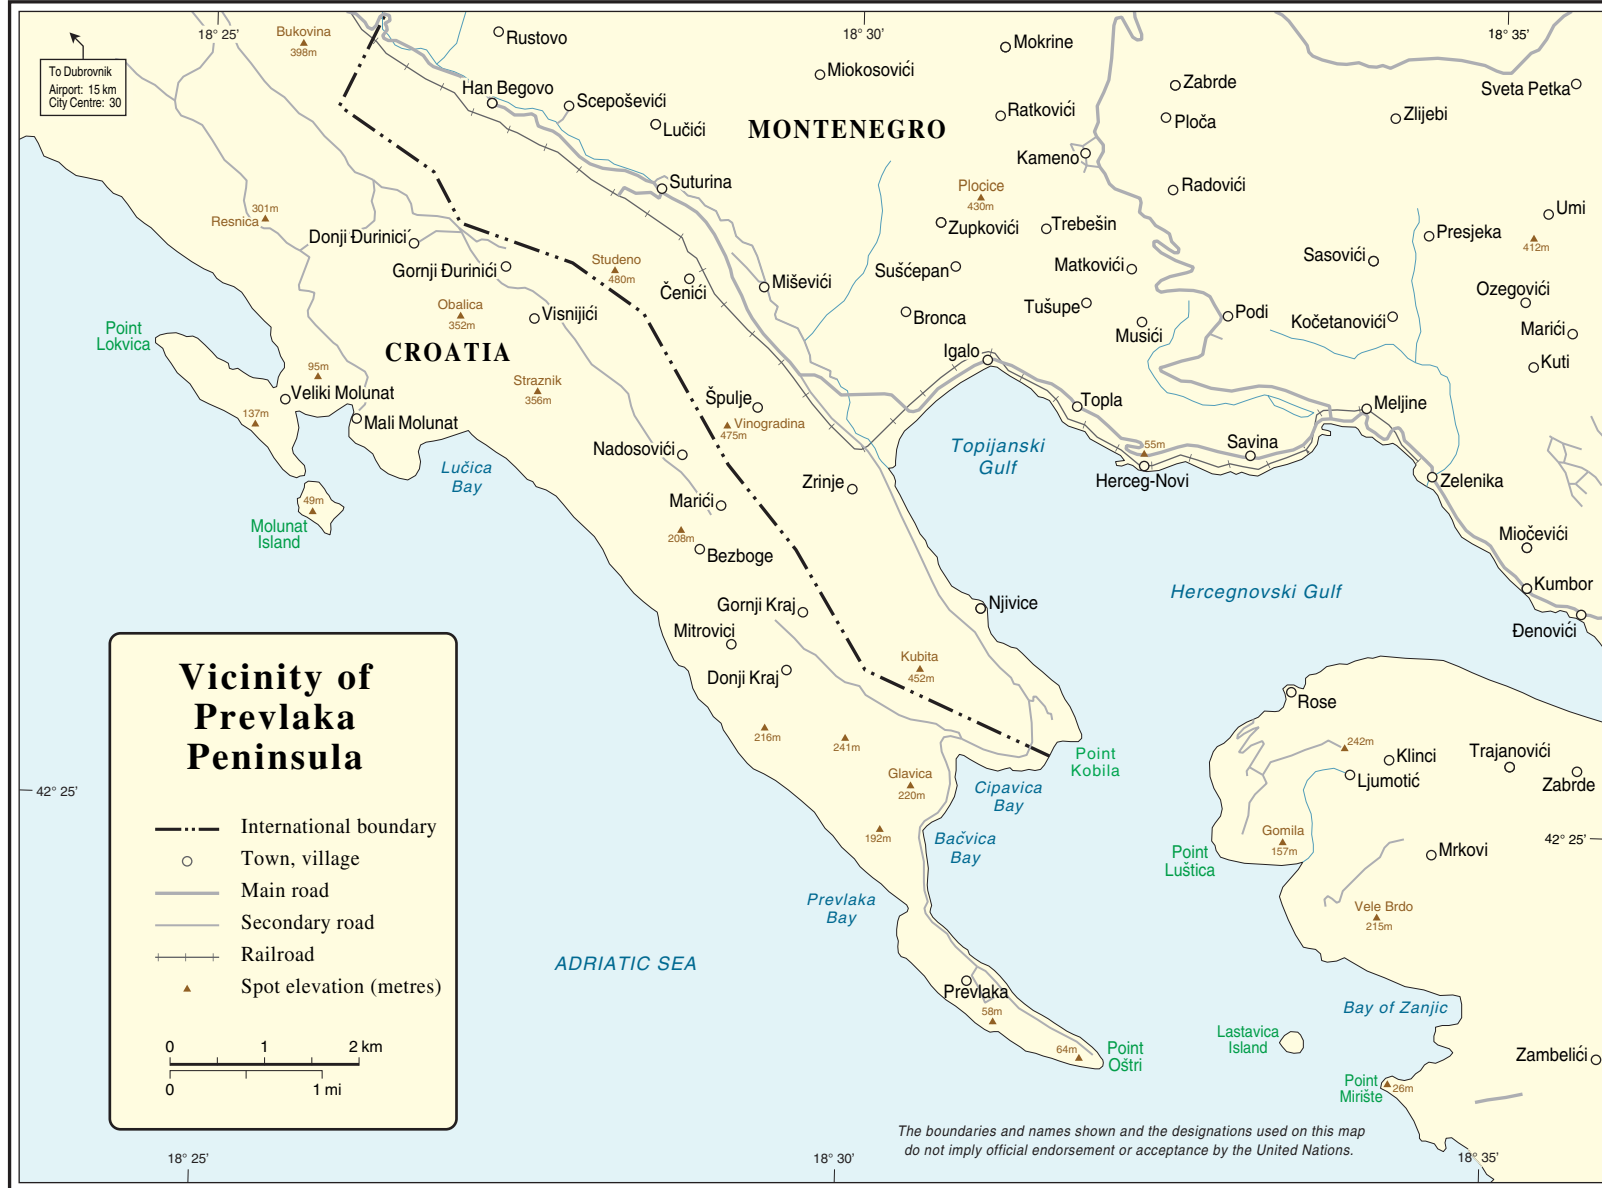 18° 25’
18° 30’
18° 35’
Bukovina
398m
Rustovo
Mokrine
Miokosovići
To Dubrovnik
Airport: 15 km
City Centre: 30
Han Begovo
Scepoševići
Lučići
MONTENEGRO
Ratkovići
Zabrde
Ploča
Zlijebi
Sveta Petka
Kameno
Suturina
Plocice
430m
Radovići
Umi
301m
Resnica
Donji Đurinići
Zupkovići
Trebešin
Presjeka
412m
Gornji Đurinići
Studeno
480m
Čenići
Miševići
Sušćepan
Matkovići
Sasovići
Ozegovići
Obalica
352m
Visnijići
Bronca
Tušupe
Musići
Podi
Kočetanovići
Marići
Point
Lokvica
CROATIA
Igalo
Kuti
95m
Straznik
356m
Veliki Molunat
137m
Mali Molunat
Špulje
Vinogradina
475m
Topla
Meljine
Nadosovići
Lučica
Bay
Topijanski
Gulf
55m
Herceg-Novi
Savina
Zelenika
Zrinje
49m
Molunat
Island
Marići
208m
Bezboge
Miočevići
Kumbor
Đenovići
Hercegnovski Gulf
Gornji Kraj
Njivice
Mitrovici
Donji Kraj
Kubita
452m
Rose
216m
241m
Point
Kobila
242m
Klinci
Ljumotić
Trajanovići
Zabrde
Glavica
220m
Cipavica
Bay
42° 25’
42° 25’
192m
Bačvica
Bay
Gomila
157m
Point
Luštica
Mrkovi
Prevlaka
Bay
Vele Brdo
215m
ADRIATIC SEA
Prevlaka
58m
64m
Point
Oštri
Bay of Zanjic
Lastavica
Island
Zambelići
Point
Mirište
26m
Vicinity of
Prevlaka
Peninsula
International boundary
Town, village
Main road
Secondary road
Railroad
Spot elevation (metres)
0 1 2 km
0 1 mi
The boundaries and names shown and the designations used on this map
do not imply official endorsement or acceptance by the United Nations.
18° 25’
18° 30’
18° 35’